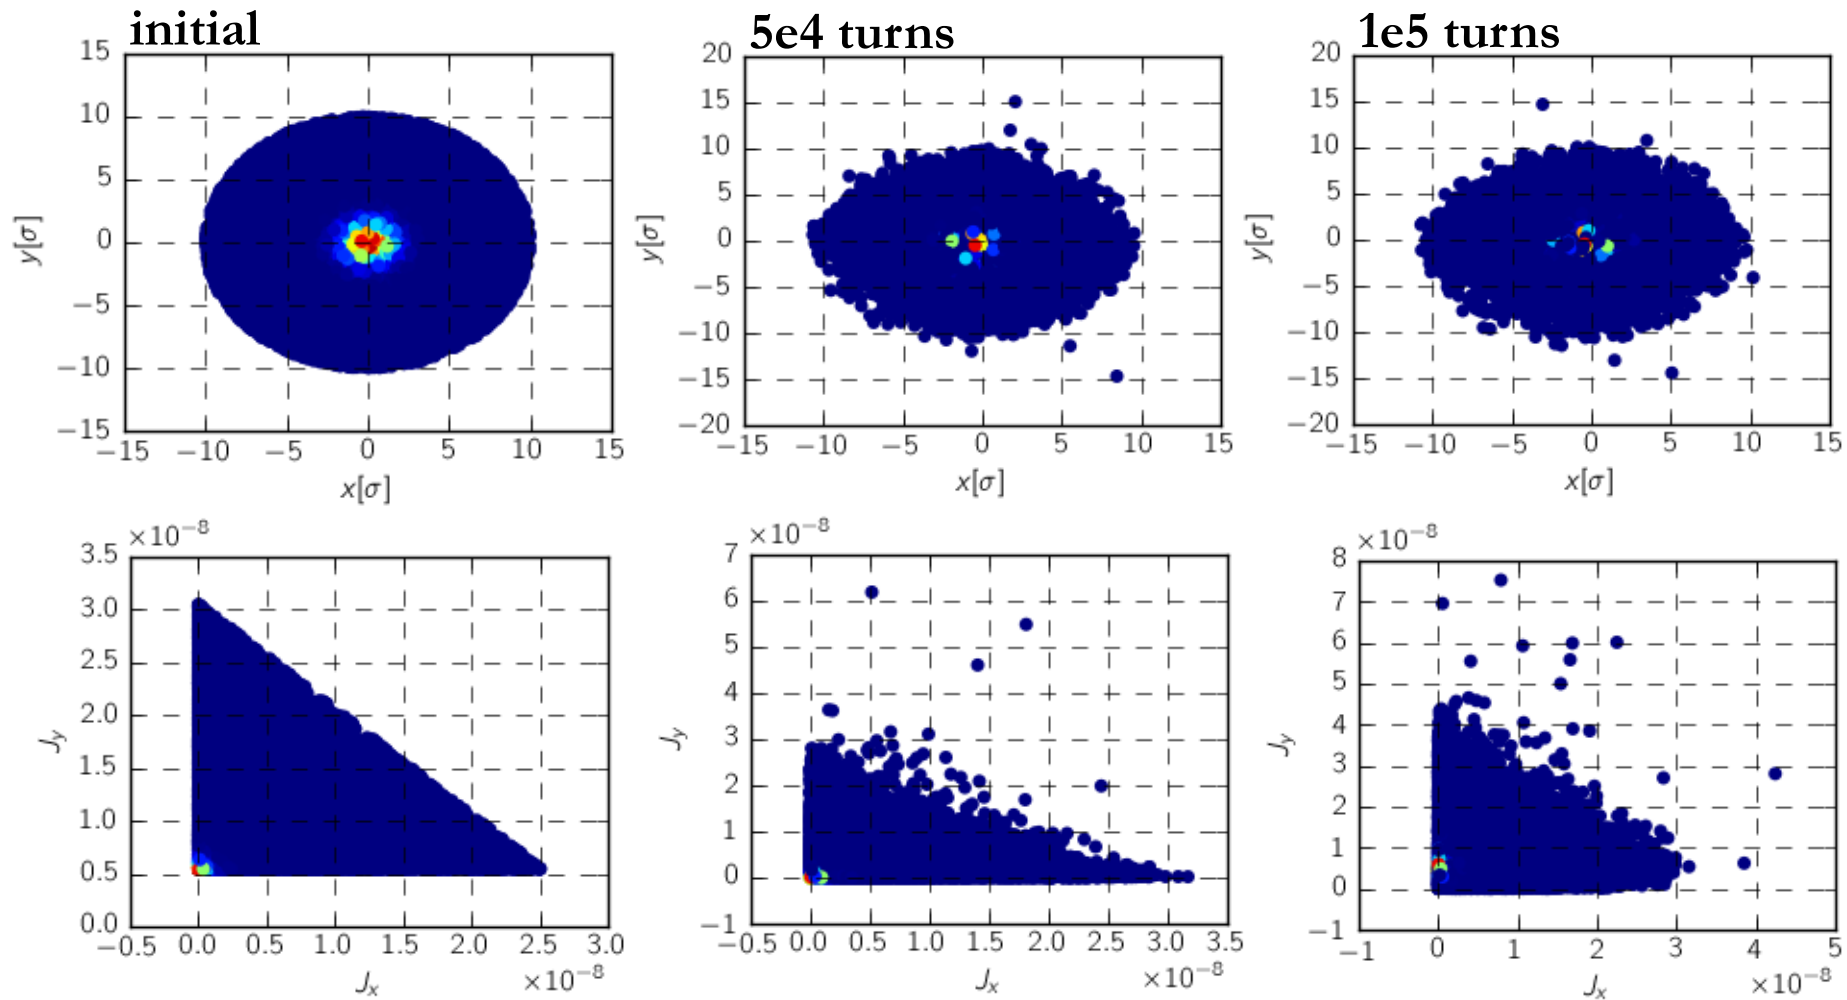 initial
5e4 turns
1e5 turns
15
10
5
0
−5
−10
−15
−15 −10 −5 0 5 10 15
x[σ]
y[σ]
20
15
10
5
0
−5
−10
−15
−20
−15 −10 −5 0 5 10 15
x[σ]
y[σ]
20
15
10
5
0
−5
−10
−15
−20
−15 −10 −5 0 5 10 15
x[σ]
y[σ]
×10⁻⁸
3.5
3.0
2.5
2.0
1.5
1.0
0.5
0.0
−0.5 0.0 0.5 1.0 1.5 2.0 2.5 3.0
×10⁻⁸
Jₓ
J_y
×10⁻⁸
7
6
5
4
3
2
1
0
−1
−0.5 0.0 0.5 1.0 1.5 2.0 2.5 3.0 3.5
×10⁻⁸
Jₓ
J_y
×10⁻⁸
8
7
6
5
4
3
2
1
0
−1
−1 0 1 2 3 4 5
×10⁻⁸
Jₓ
J_y